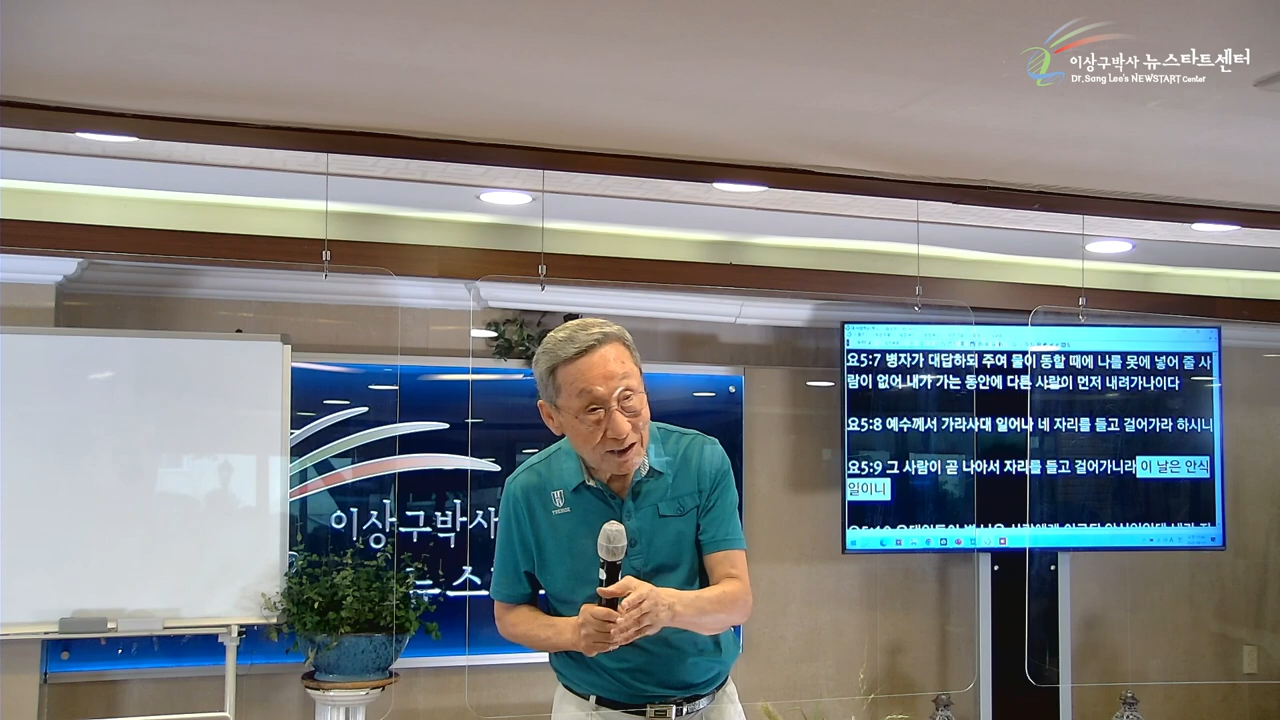 이상구박사 뉴스타트센터
Dr. Sang Lee's NEWSTART Center
요5:7 병자가 대답하되 주여 물이 동할 때에 나를 못에 넣어 줄 사
람이 없어 내가 가는 동안에 다른 사람이 먼저 내려가나이다
요5:8 예수께서 가라사대 일어나 네 자리를 들고 걸어가라 하시니
요5:9 그 사람이 곧 나아서 자리를 들고 걸어가니라 이 날은 안식
일이니
이상구박사
뉴스